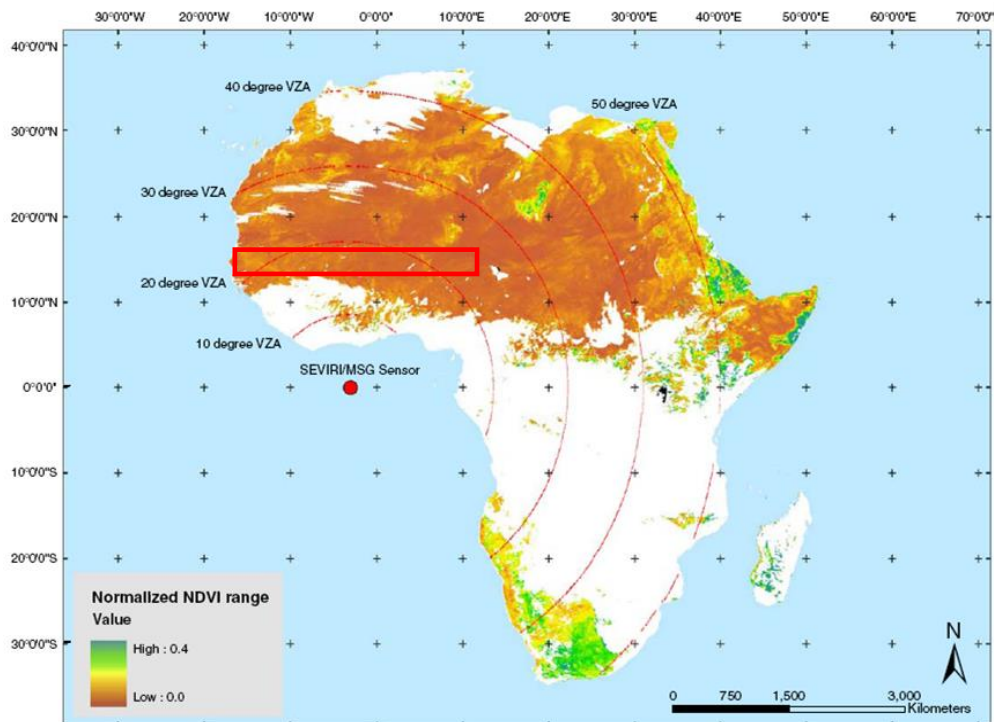 30°0'0"W 20°0'0"W 10°0'0"W 0°0'0" 10°0'0"E 20°0'0"E 30°0'0"E 40°0'0"E 50°0'0"E 60°0'0"E 70°0'0"E
40°0'0"N
40 degree VZA
50 degree VZA
30°0'0"N
30 degree VZA
20°0'0"N
20 degree VZA
10°0'0"N
10 degree VZA
SEVIRI/MSG Sensor
0°0'0"
10°0'0"S
20°0'0"S
30°0'0"S
Normalized NDVI range
Value
High : 0.4
Low : 0.0
N
0 750 1,500 3,000
Kilometers